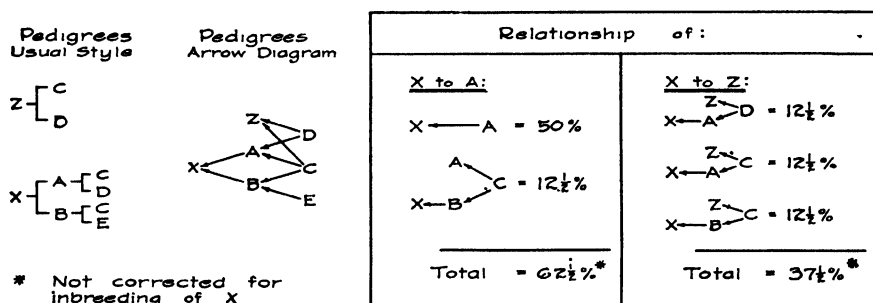 Pedigrees
Usual Style
Z C
D
X A C
D
B C
E
* Not corrected for
inbreeding of X
Pedigrees
Arrow Diagram
Z
D
A
X C
B
E
Relationship of:
X to A:
X A = 50%
A
C = 12½%
X B
Total = 62½%*
X to Z:
Z
D = 12½%
X A
Z
C = 12½%
X A
Z
C = 12½%
X B
Total = 37½%*